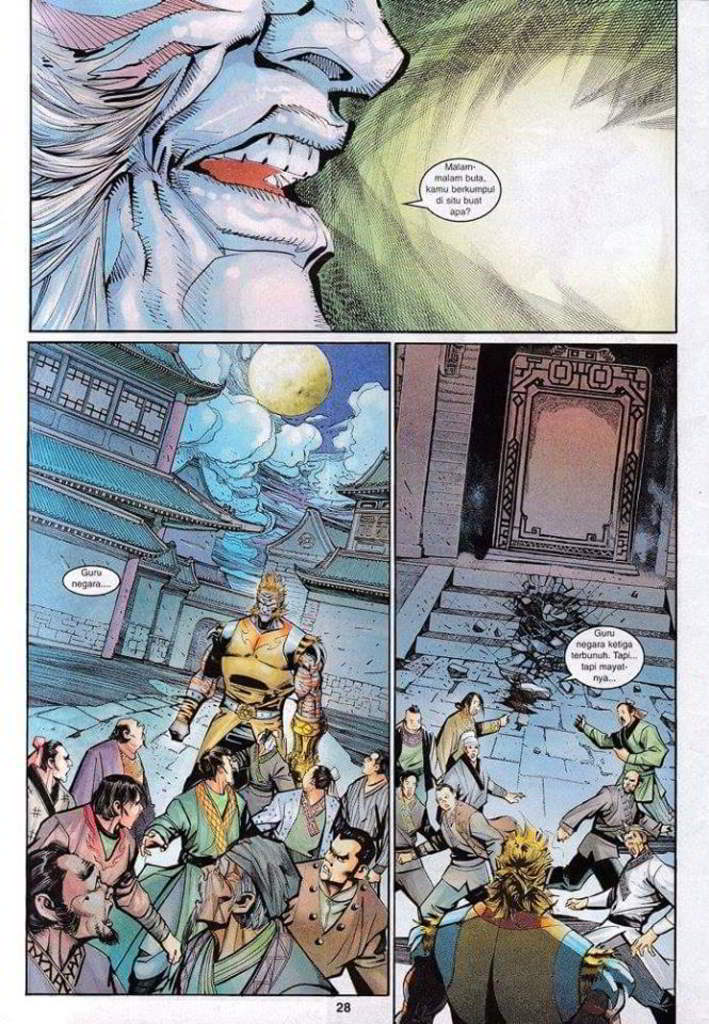 Malam-
malam buta,
kamu berkumpul
di situ buat
apa?
Guru
negara....
Guru
negara ketiga
terbunuh. Tapi...
tapi mayat-
nya...
28